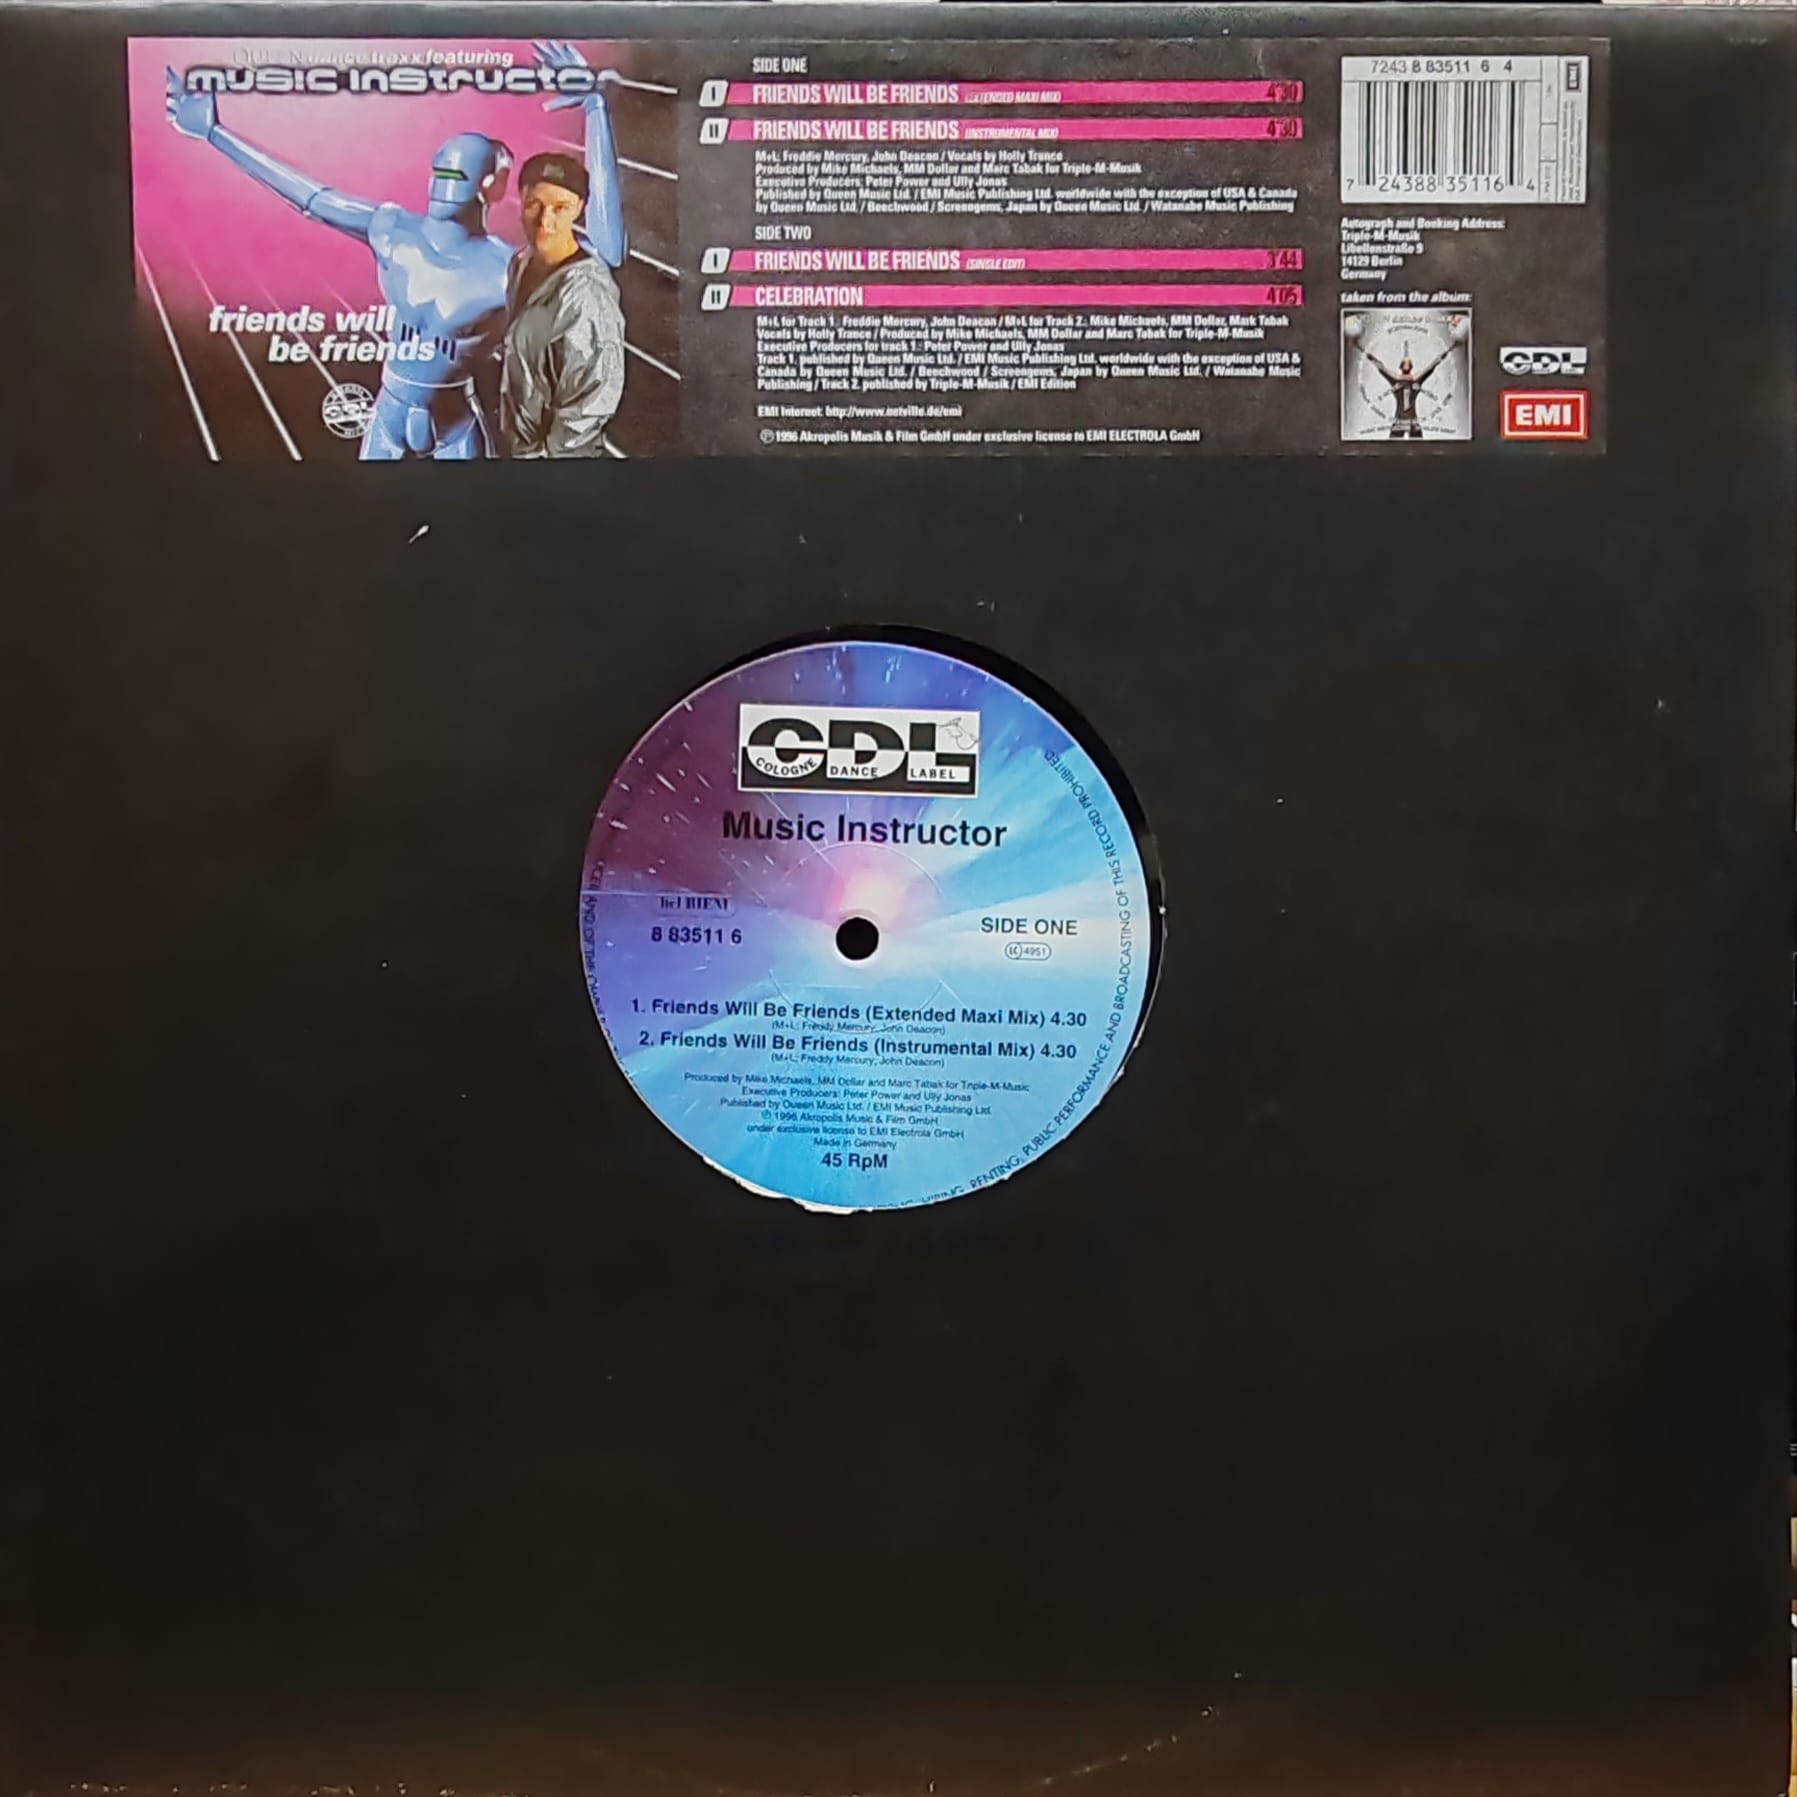 dance traxx featuring
music instructor
friends will
be friends
CDL
SIDE ONE
I FRIENDS WILL BE FRIENDS (EXTENDED MAXI MIX) 4'30
II FRIENDS WILL BE FRIENDS (INSTRUMENTAL MIX) 4'30
M+L: Freddie Mercury, John Deacon / Vocals by Holly Trance
Produced by Mike Michaels, MM Dollar and Marc Tabak for Triple-M-Musik
Executive Producers: Peter Power and Ully Jonas
Published by Queen Music Ltd. / EMI Music Publishing Ltd. worldwide with the exception of USA & Canada
by Queen Music Ltd. / Beechwood / Screengems, Japan by Queen Music Ltd. / Watanabe Music Publishing
SIDE TWO
I FRIENDS WILL BE FRIENDS (SINGLE EDIT) 3'44
II CELEBRATION 4'05
M+L for Track 1.: Freddie Mercury, John Deacon / M+L for Track 2.: Mike Michaels, MM Dollar, Mark Tabak
Vocals by Holly Trance / Produced by Mike Michaels, MM Dollar and Marc Tabak for Triple-M-Musik
Executive Producers for track 1.: Peter Power and Ully Jonas
Track 1. published by Queen Music Ltd. / EMI Music Publishing Ltd. worldwide with the exception of USA &
Canada by Queen Music Ltd. / Beechwood / Screengems, Japan by Queen Music Ltd. / Watanabe Music
Publishing / Track 2. published by Triple-M-Musik / EMI Edition
EMI Internet: http://www.netville.de/emi
℗ 1996 Akropolis Musik & Film GmbH under exclusive license to EMI ELECTROLA GmbH
7243 8 83511 6 4
EMI
7 24388 35116 4
Autograph and Booking Address:
Triple-M-Musik
Libellenstraße 9
14129 Berlin
Germany
taken from the album:
CDL
EMI
CDL
COLOGNE DANCE LABEL
Music Instructor
bel BIEM
8 83511 6
SIDE ONE
LC 4951
1. Friends Will Be Friends (Extended Maxi Mix) 4.30
(M+L: Freddy Mercury, John Deacon)
2. Friends Will Be Friends (Instrumental Mix) 4.30
(M+L: Freddy Mercury, John Deacon)
Produced by Mike Michaels, MM Dollar and Marc Tabak for Triple-M-Music
Executive Producers: Peter Power and Ully Jonas
Published by Queen Music Ltd. / EMI Music Publishing Ltd.
℗ 1996 Akropolis Music & Film GmbH
under exclusive license to EMI Electrola GmbH
Made in Germany
45 RpM
RENTING, PUBLIC PERFORMANCE AND BROADCASTING OF THIS RECORD PROHIBITED